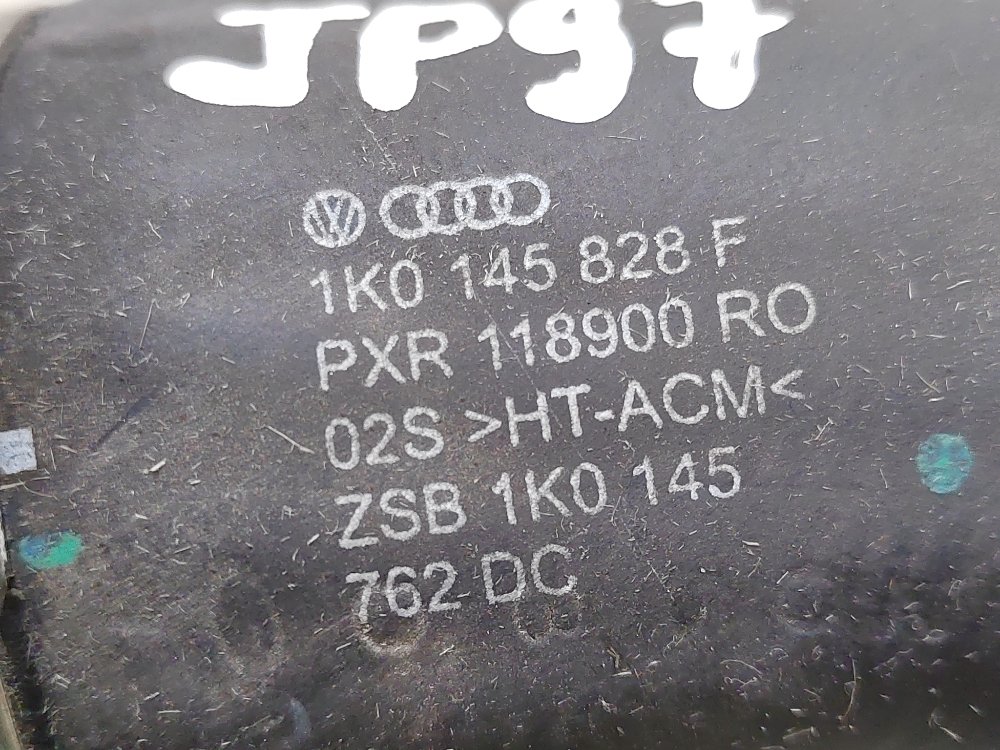 JP97
1K0 145 828 F
PXR 118900 RO
02S >HT-ACM<
ZSB 1K0 145
762 DC